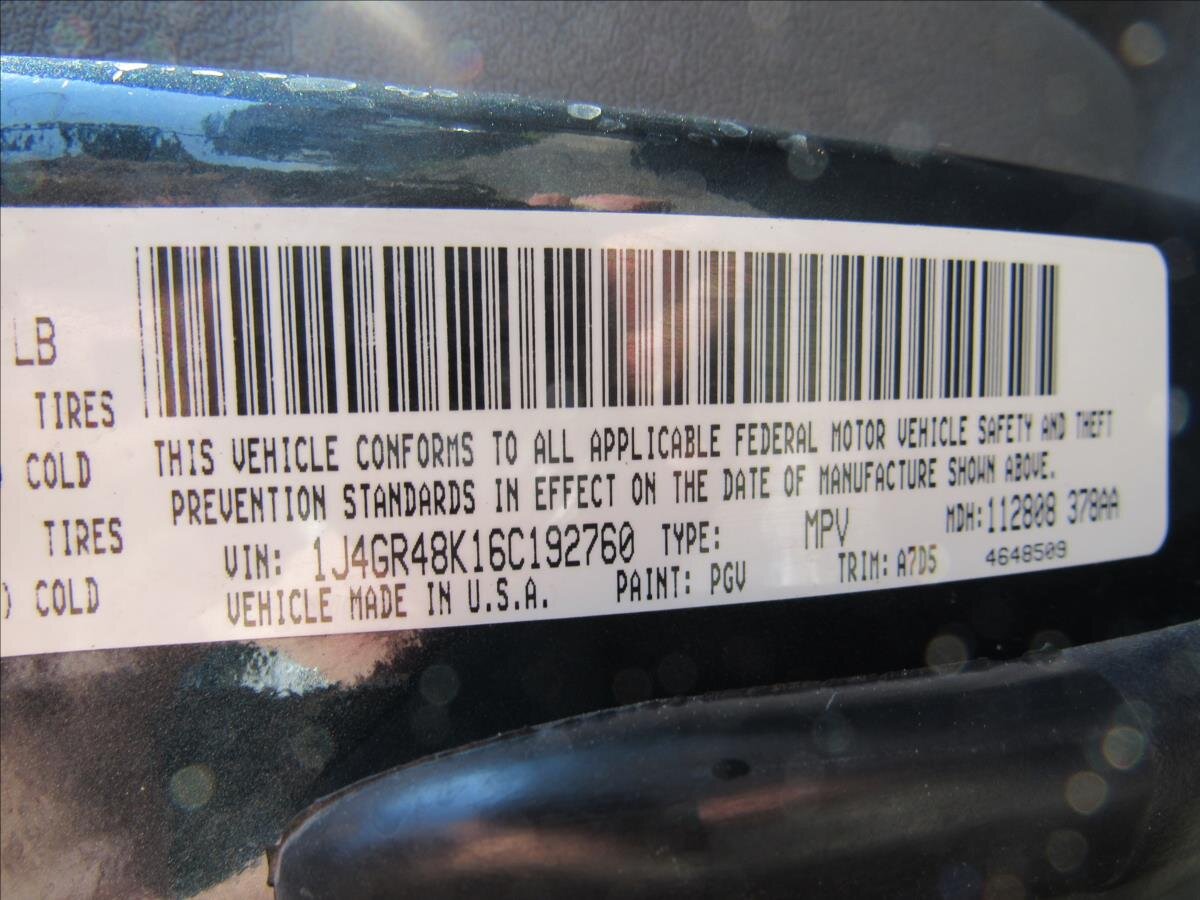 LB
TIRES
COLD
TIRES
) COLD
THIS VEHICLE CONFORMS TO ALL APPLICABLE FEDERAL MOTOR VEHICLE SAFETY AND THEFT
PREVENTION STANDARDS IN EFFECT ON THE DATE OF MANUFACTURE SHOWN ABOVE.
VIN: 1J4GR48K16C192760 TYPE: MPV MDH:112808 378AA
VEHICLE MADE IN U.S.A. PAINT: PGV TRIM: A7D5 4648509